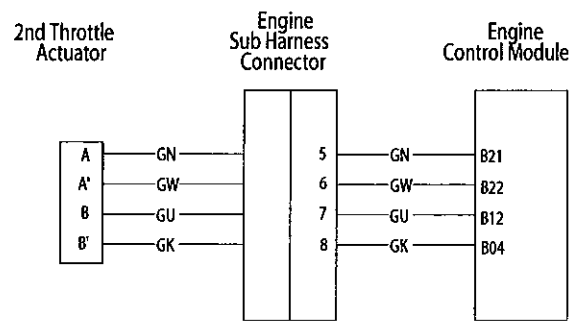 2nd Throttle
Actuator
Engine
Sub Harness
Connector
Engine
Control Module
A GN 5 GN B21
A' GW 6 GW B22
B GU 7 GU B12
B' GK 8 GK B04